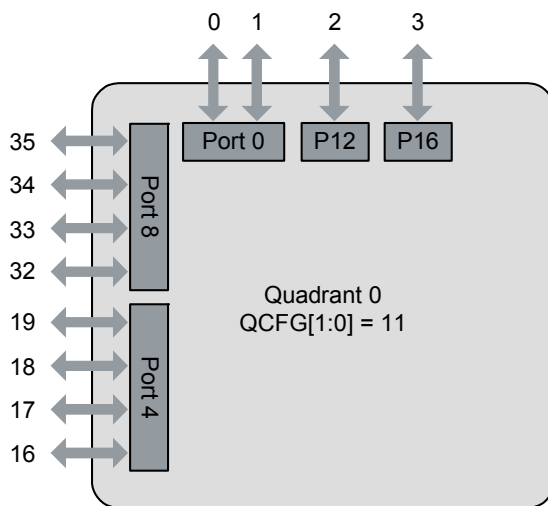 0 1 2 3
Port 0 P12 P16
35
34
33
32
Port 8
19
18
17
16
Port 4
Quadrant 0
QCFG[1:0] = 11